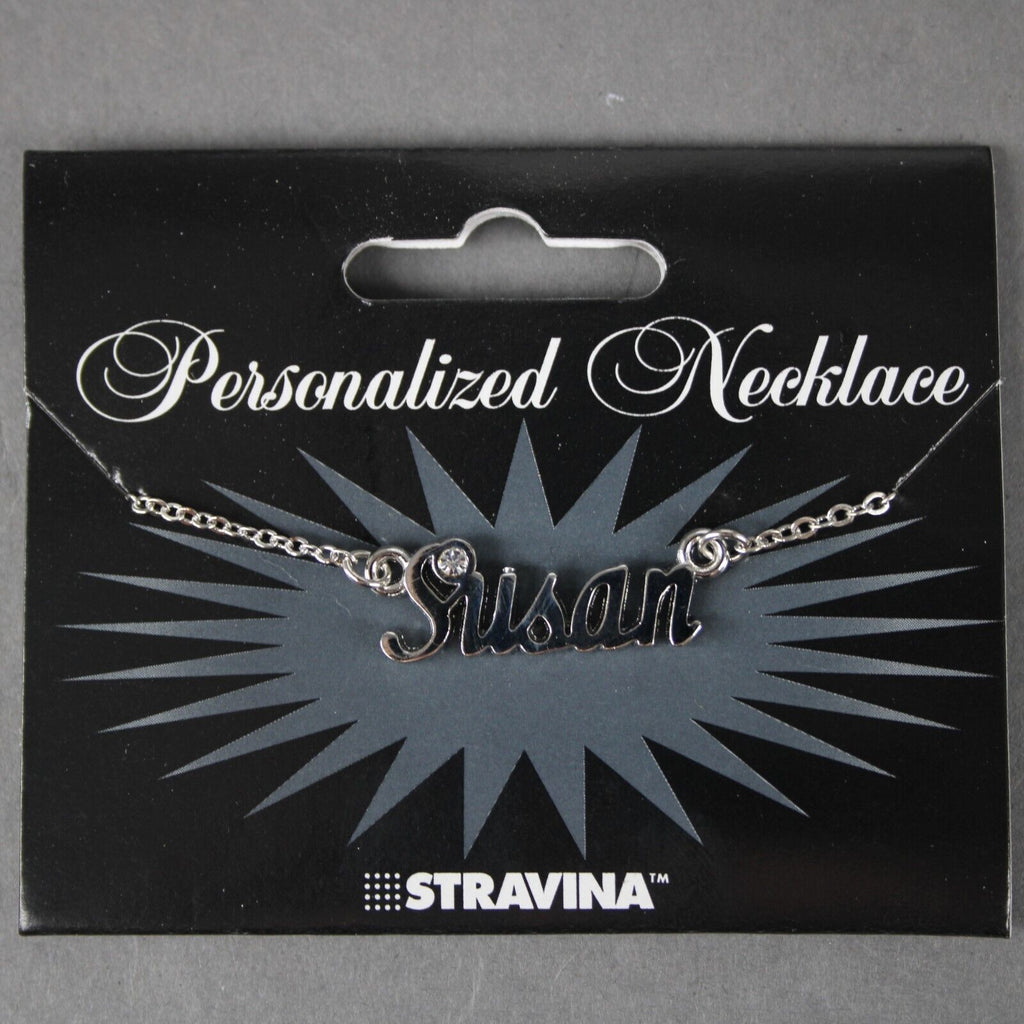 Personalized Necklace
Susan
STRAVINA™